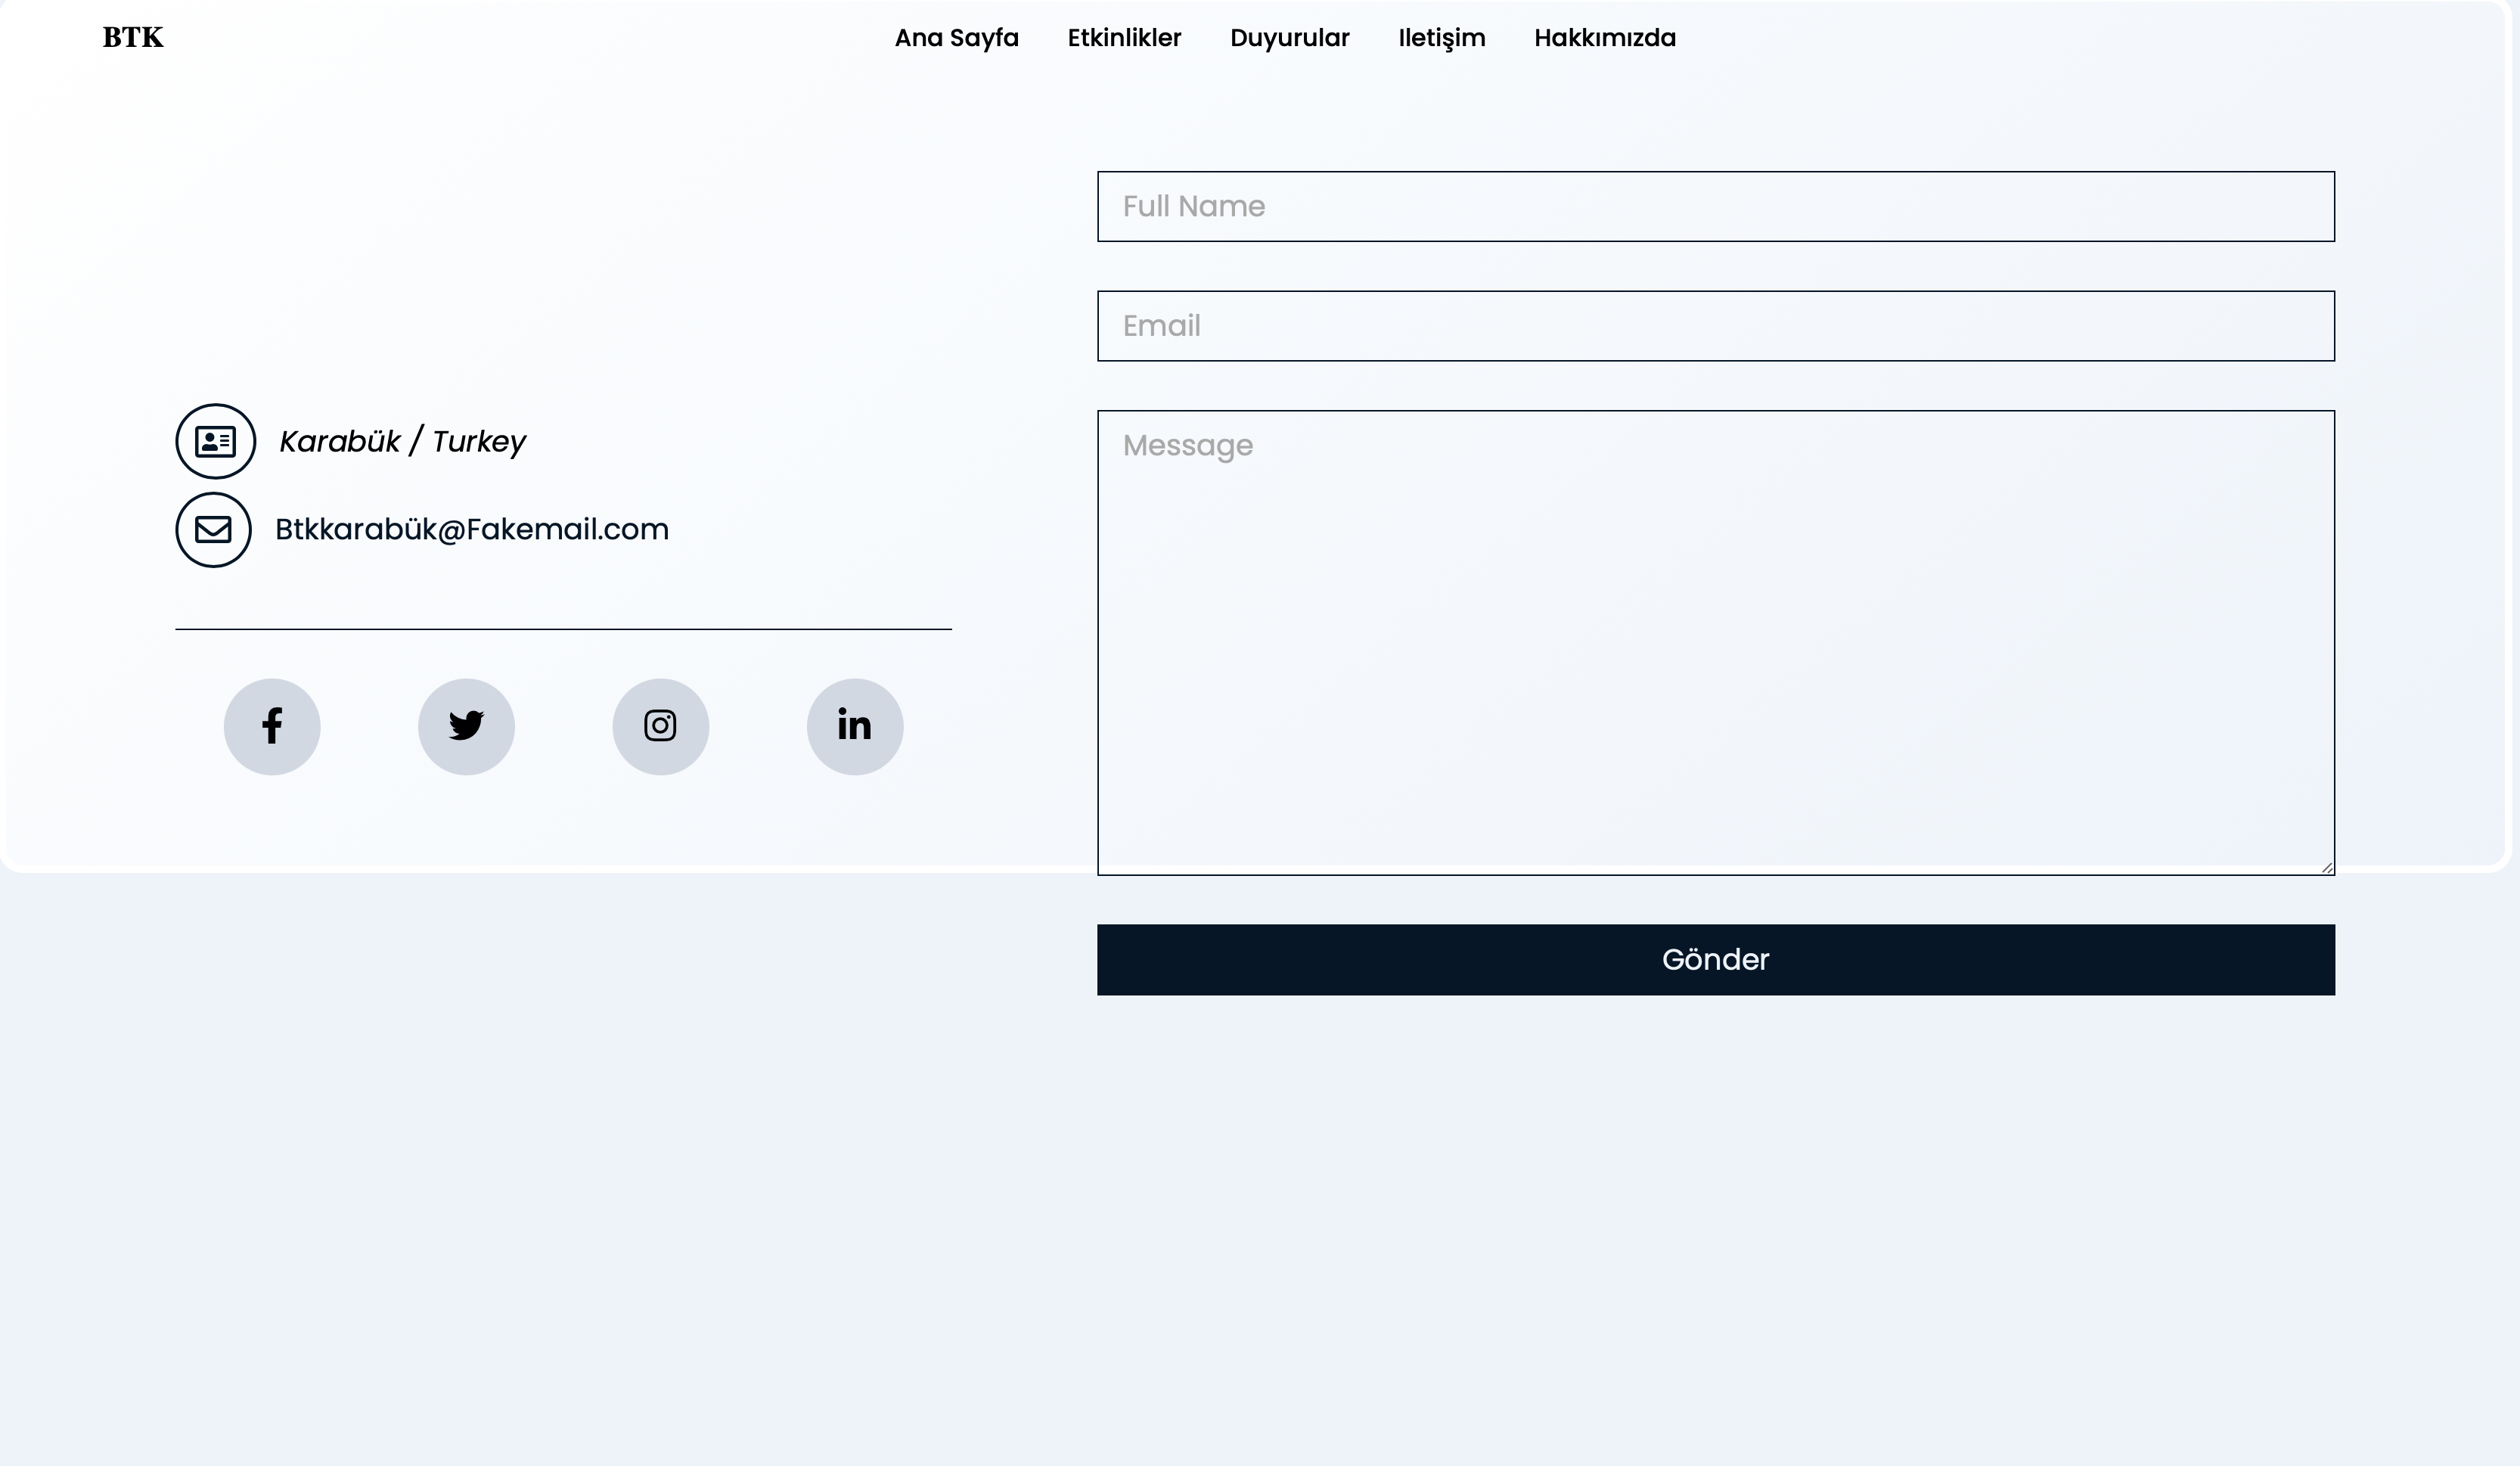 BTK
Ana Sayfa Etkinlikler Duyurular Iletişim Hakkımızda
Full Name
Email
Message
Karabük / Turkey
Btkkarabük@Fakemail.com
Gönder